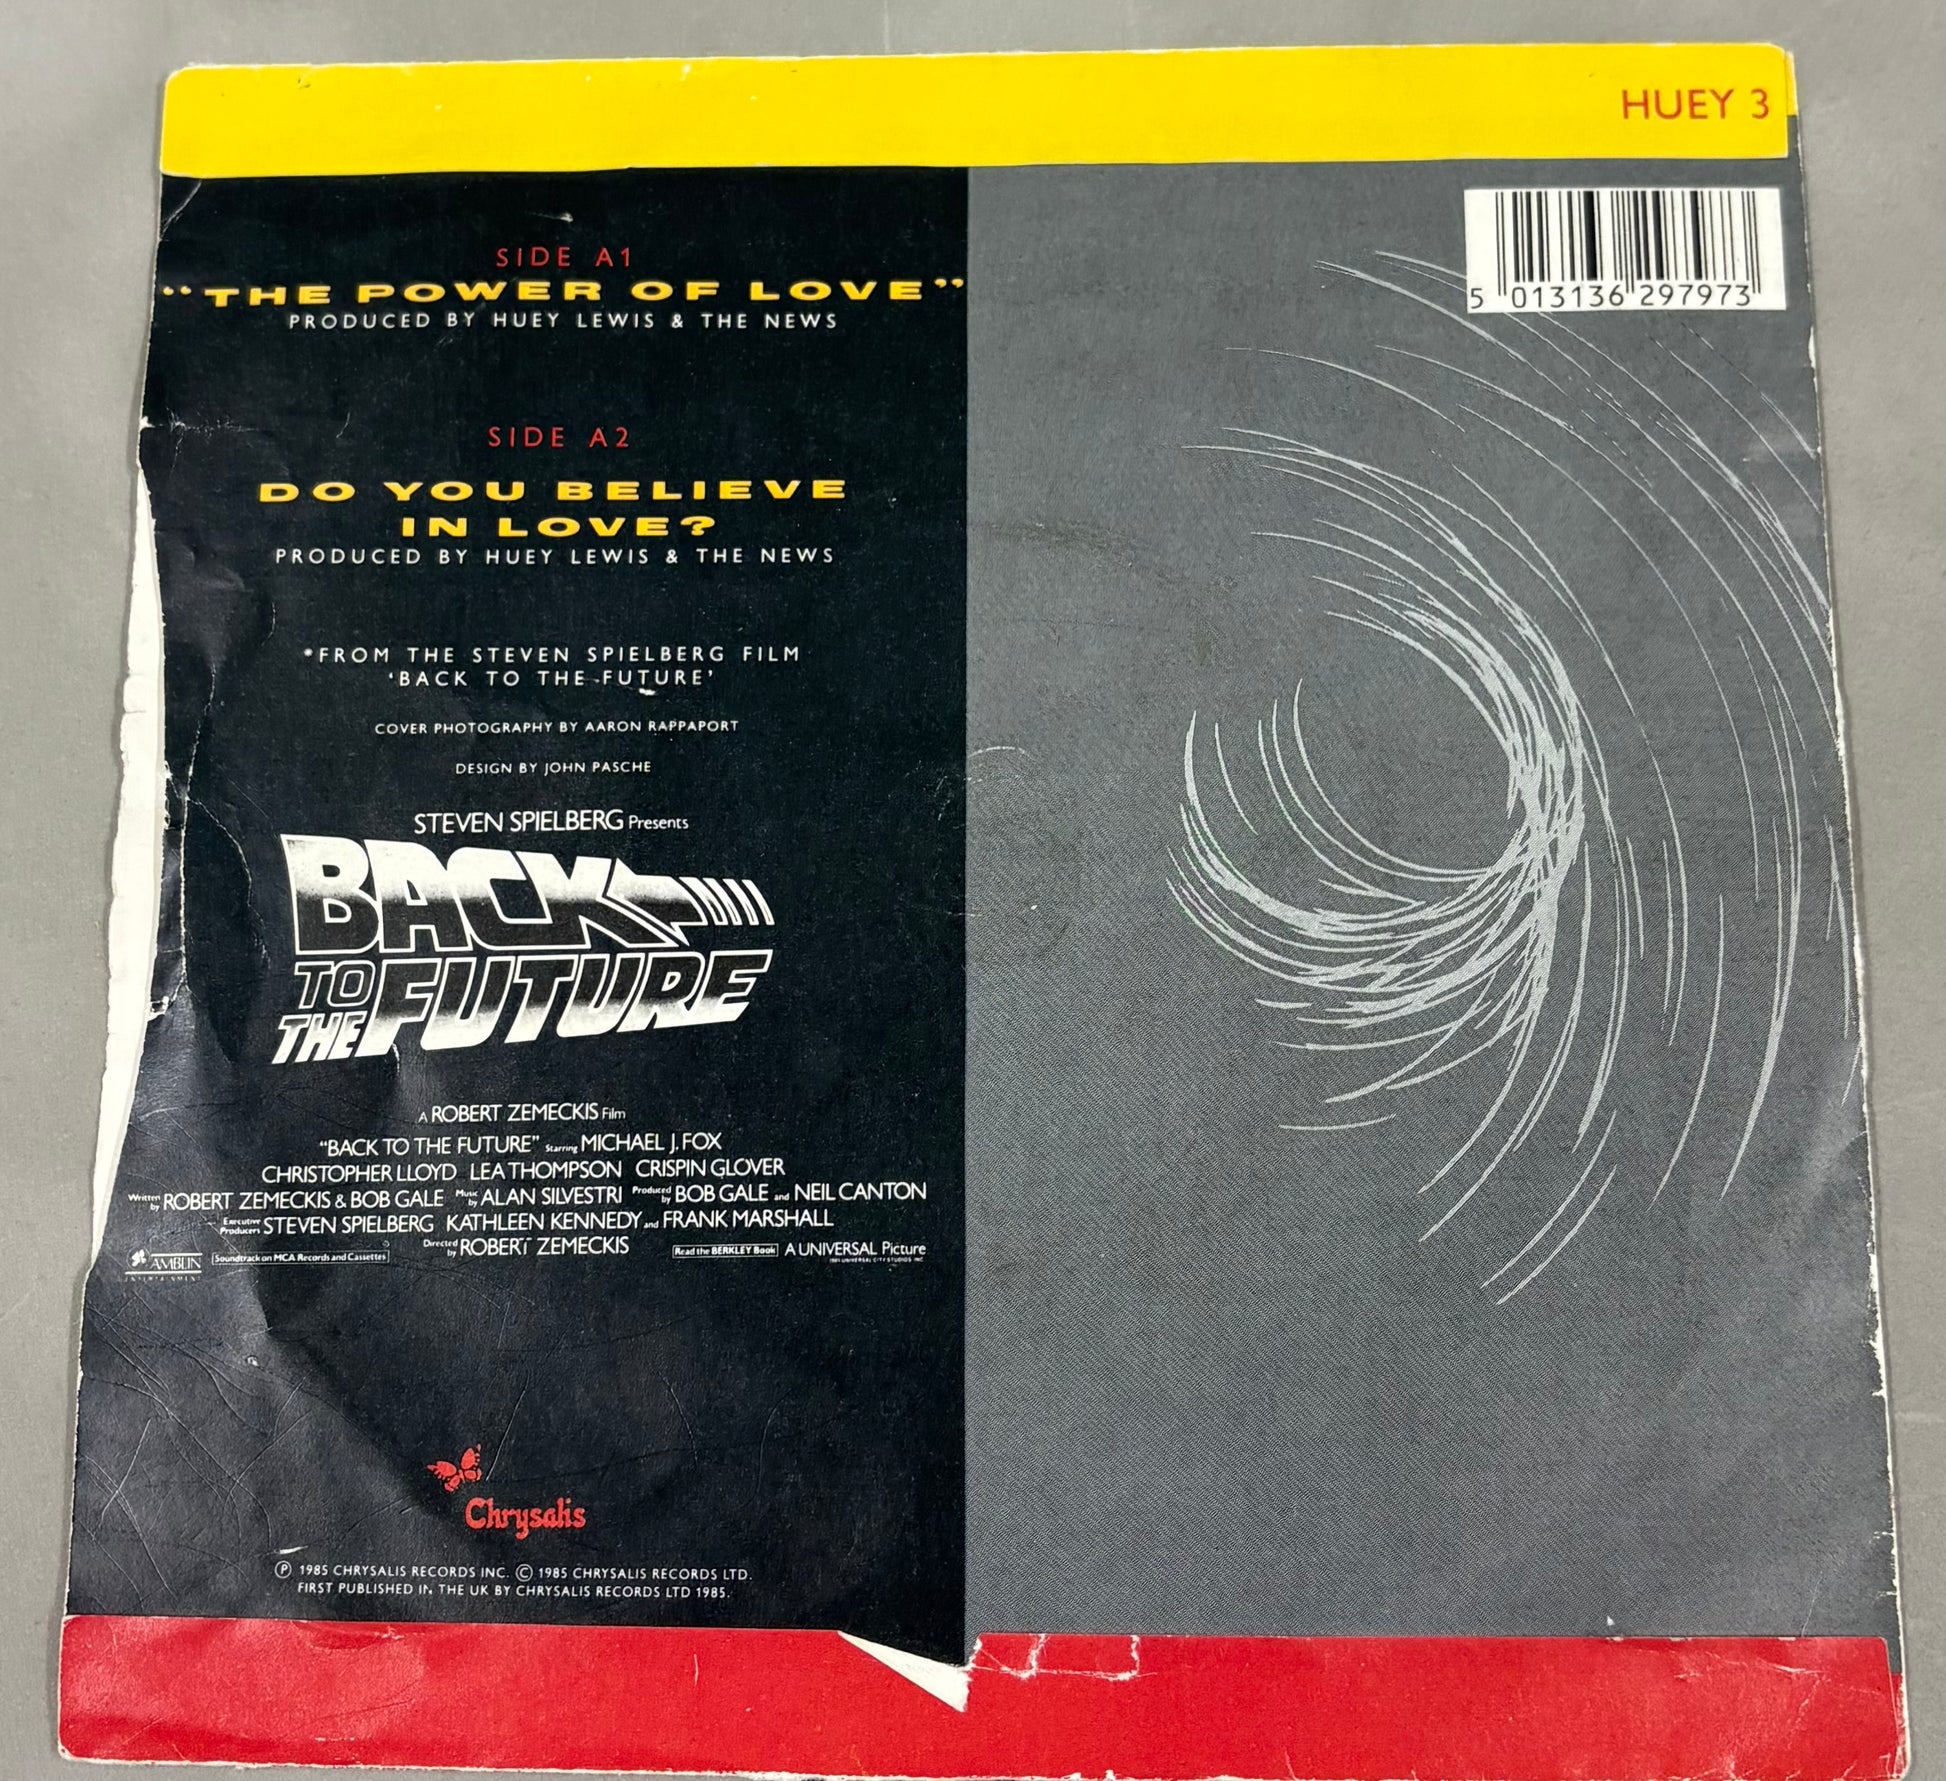 HUEY 3
5 013136 297973
SIDE A1
“THE POWER OF LOVE”
PRODUCED BY HUEY LEWIS & THE NEWS
SIDE A2
DO YOU BELIEVE
IN LOVE?
PRODUCED BY HUEY LEWIS & THE NEWS
*FROM THE STEVEN SPIELBERG FILM
‘BACK TO THE FUTURE’
COVER PHOTOGRAPHY BY AARON RAPPAPORT
DESIGN BY JOHN PASCHE
STEVEN SPIELBERG Presents
BACK
TO
THE FUTURE
A ROBERT ZEMECKIS Film
“BACK TO THE FUTURE” Starring MICHAEL J. FOX
CHRISTOPHER LLOYD LEA THOMPSON CRISPIN GLOVER
Written by ROBERT ZEMECKIS & BOB GALE Music by ALAN SILVESTRI Produced by BOB GALE and NEIL CANTON
Executive Producers STEVEN SPIELBERG KATHLEEN KENNEDY and FRANK MARSHALL
Directed by ROBERT ZEMECKIS
AMBLIN
ENTERTAINMENT
Soundtrack on MCA Records and Cassettes
Read the BERKLEY Book
A UNIVERSAL Picture
Chrysalis
Ⓟ 1985 CHRYSALIS RECORDS INC. © 1985 CHRYSALIS RECORDS LTD.
FIRST PUBLISHED IN THE UK BY CHRYSALIS RECORDS LTD 1985.